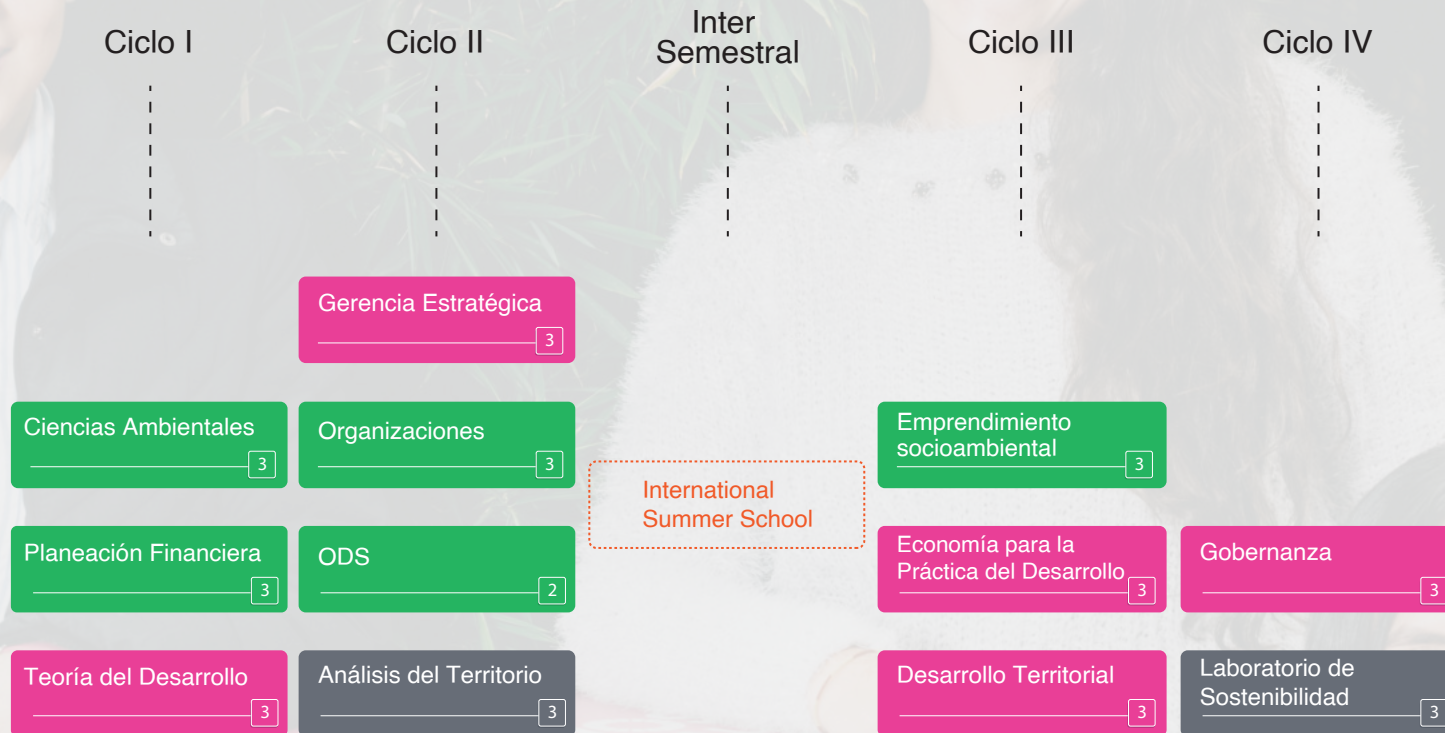 Ciclo I
Ciclo II
Inter
Semestral
Ciclo III
Ciclo IV
Gerencia Estratégica
3
Ciencias Ambientales
3
Organizaciones
3
Emprendimiento
socioambiental
3
International
Summer School
Planeación Financiera
3
ODS
2
Economía para la
Práctica del Desarrollo
3
Gobernanza
3
Teoría del Desarrollo
3
Análisis del Territorio
3
Desarrollo Territorial
3
Laboratorio de
Sostenibilidad
3